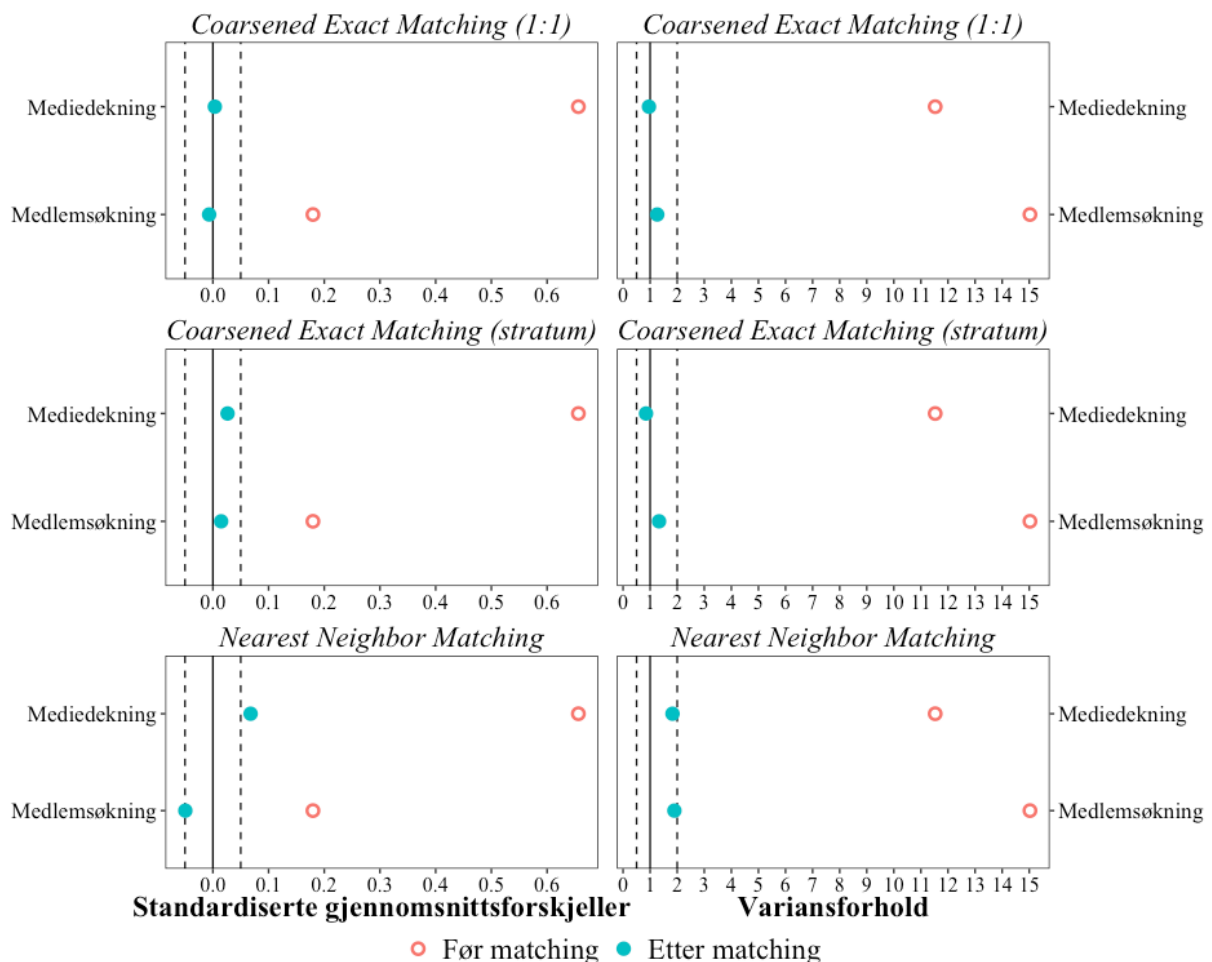 Coarsened Exact Matching (1:1) Coarsened Exact Matching (1:1)
Mediedekning Mediedekning
Medlemsøkning Medlemsøkning
0.0 0.1 0.2 0.3 0.4 0.5 0.6 0 1 2 3 4 5 6 7 8 9 10 11 12 13 14 15
Coarsened Exact Matching (stratum) Coarsened Exact Matching (stratum)
Mediedekning Mediedekning
Medlemsøkning Medlemsøkning
0.0 0.1 0.2 0.3 0.4 0.5 0.6 0 1 2 3 4 5 6 7 8 9 10 11 12 13 14 15
Nearest Neighbor Matching Nearest Neighbor Matching
Mediedekning Mediedekning
Medlemsøkning Medlemsøkning
0.0 0.1 0.2 0.3 0.4 0.5 0.6 0 1 2 3 4 5 6 7 8 9 10 11 12 13 14 15
Standardiserte gjennomsnittsforskjeller Variansforhold
Før matching Etter matching